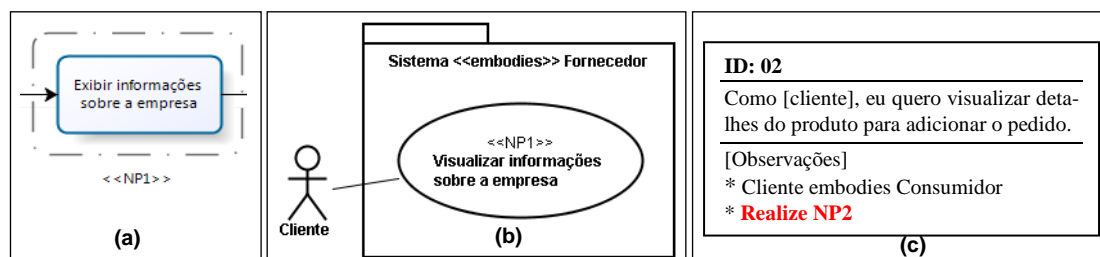 Exibir informações
sobre a empresa
<<NP1>>
(a)
Sistema <<embodies>> Fornecedor
<<NP1>>
Visualizar informações
sobre a empresa
Cliente
(b)
ID: 02
Como [cliente], eu quero visualizar deta-
lhes do produto para adicionar o pedido.
[Observações]
* Cliente embodies Consumidor
* Realize NP2
(c)